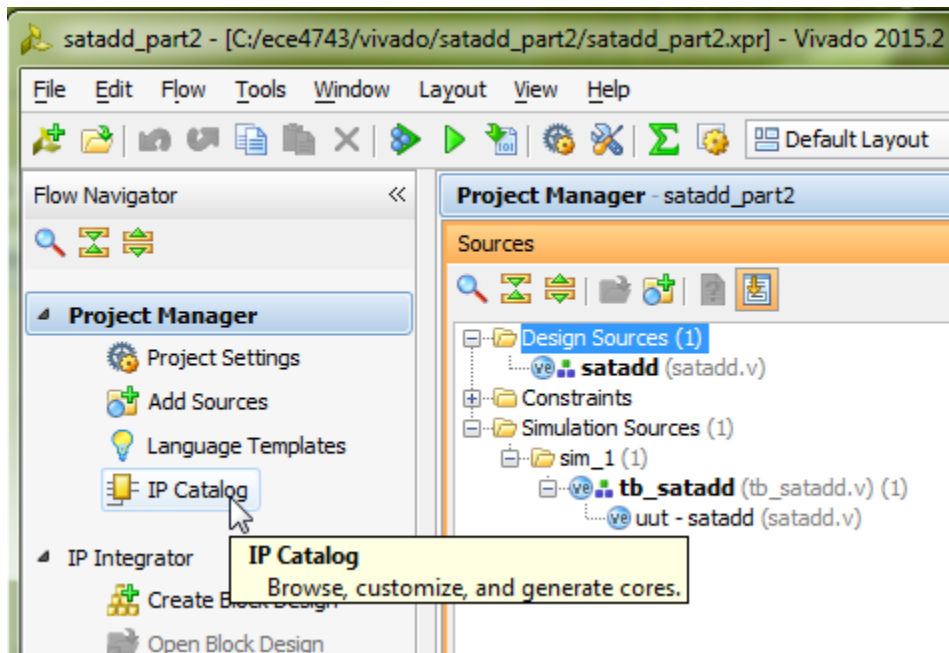 satadd_part2 - [C:/ece4743/vivado/satadd_part2/satadd_part2.xpr] - Vivado 2015.2
File Edit Flow Tools Window Layout View Help
Default Layout
Flow Navigator
Project Manager
Project Settings
Add Sources
Language Templates
IP Catalog
IP Integrator
Create Block Design
Open Block Design
IP Catalog
Browse, customize, and generate cores.
Project Manager - satadd_part2
Sources
Design Sources (1)
satadd (satadd.v)
Constraints
Simulation Sources (1)
sim_1 (1)
tb_satadd (tb_satadd.v) (1)
uut - satadd (satadd.v)